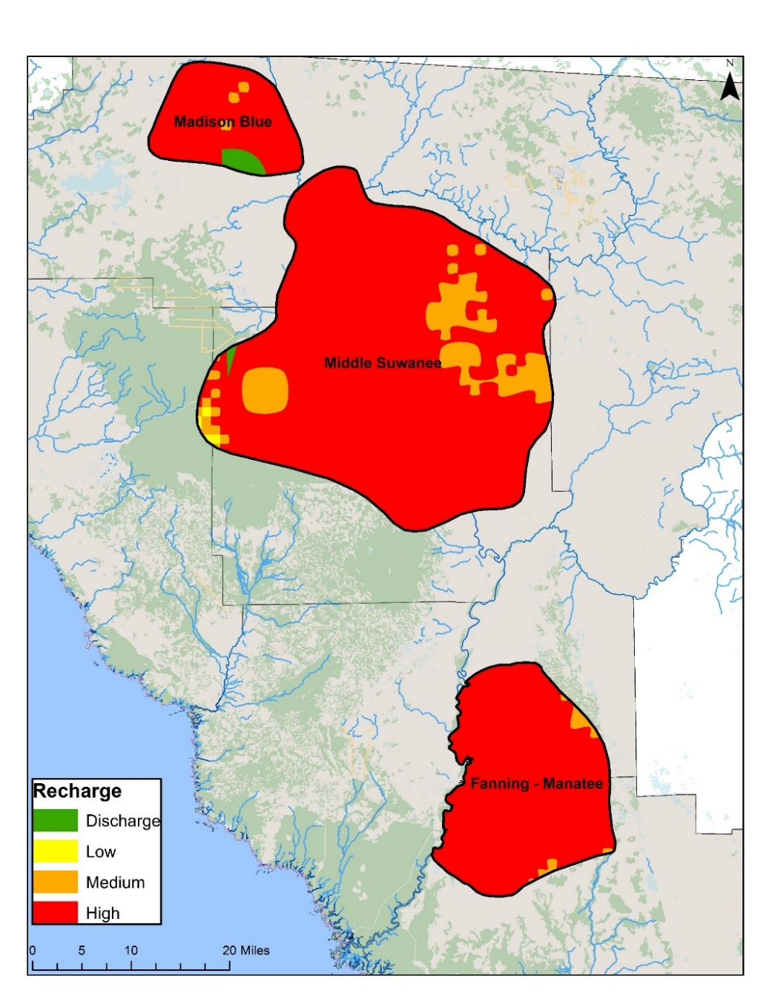 N
Madison Blue
Middle Suwanee
Fanning - Manatee
Recharge
Discharge
Low
Medium
High
0 5 10 20 Miles